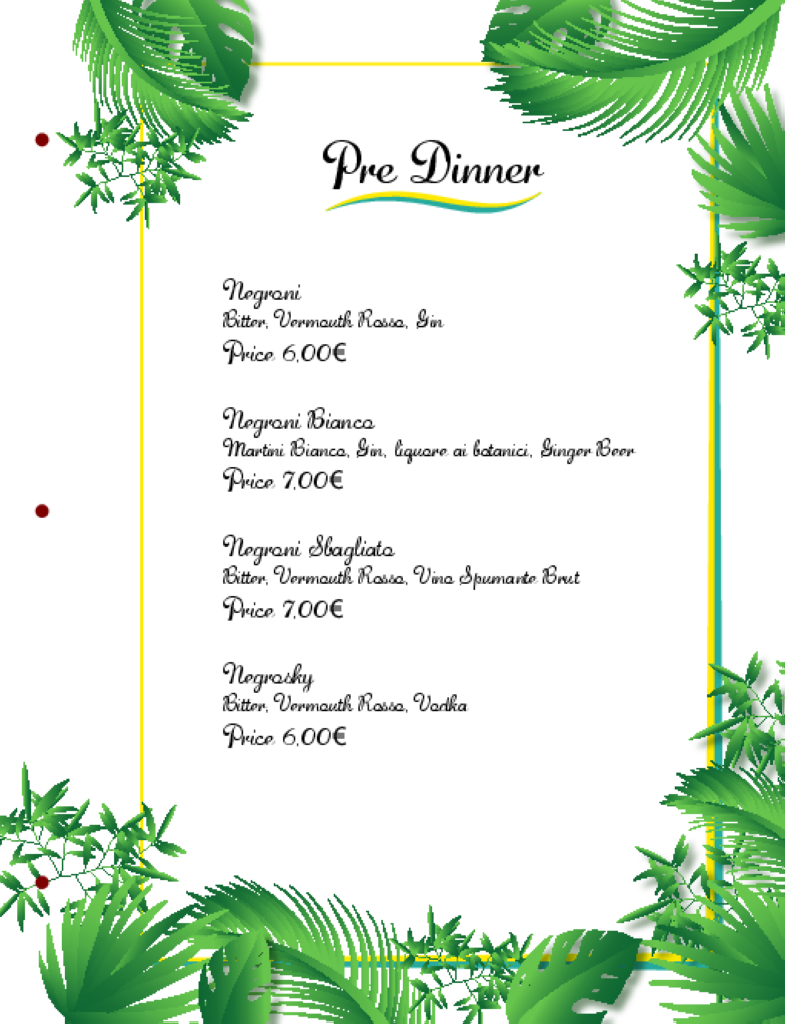 Pre Dinner
Negroni
Bitter, Vermouth Rosso, Gin
Price 6,00€
Negroni Bianco
Martini Bianco, Gin, liquore ai botanici, Ginger Beer
Price 7,00€
Negroni Sbagliato
Bitter, Vermouth Rosso, Vino Spumante Brut
Price 7,00€
Negrosky
Bitter, Vermouth Rosso, Vodka
Price 6,00€